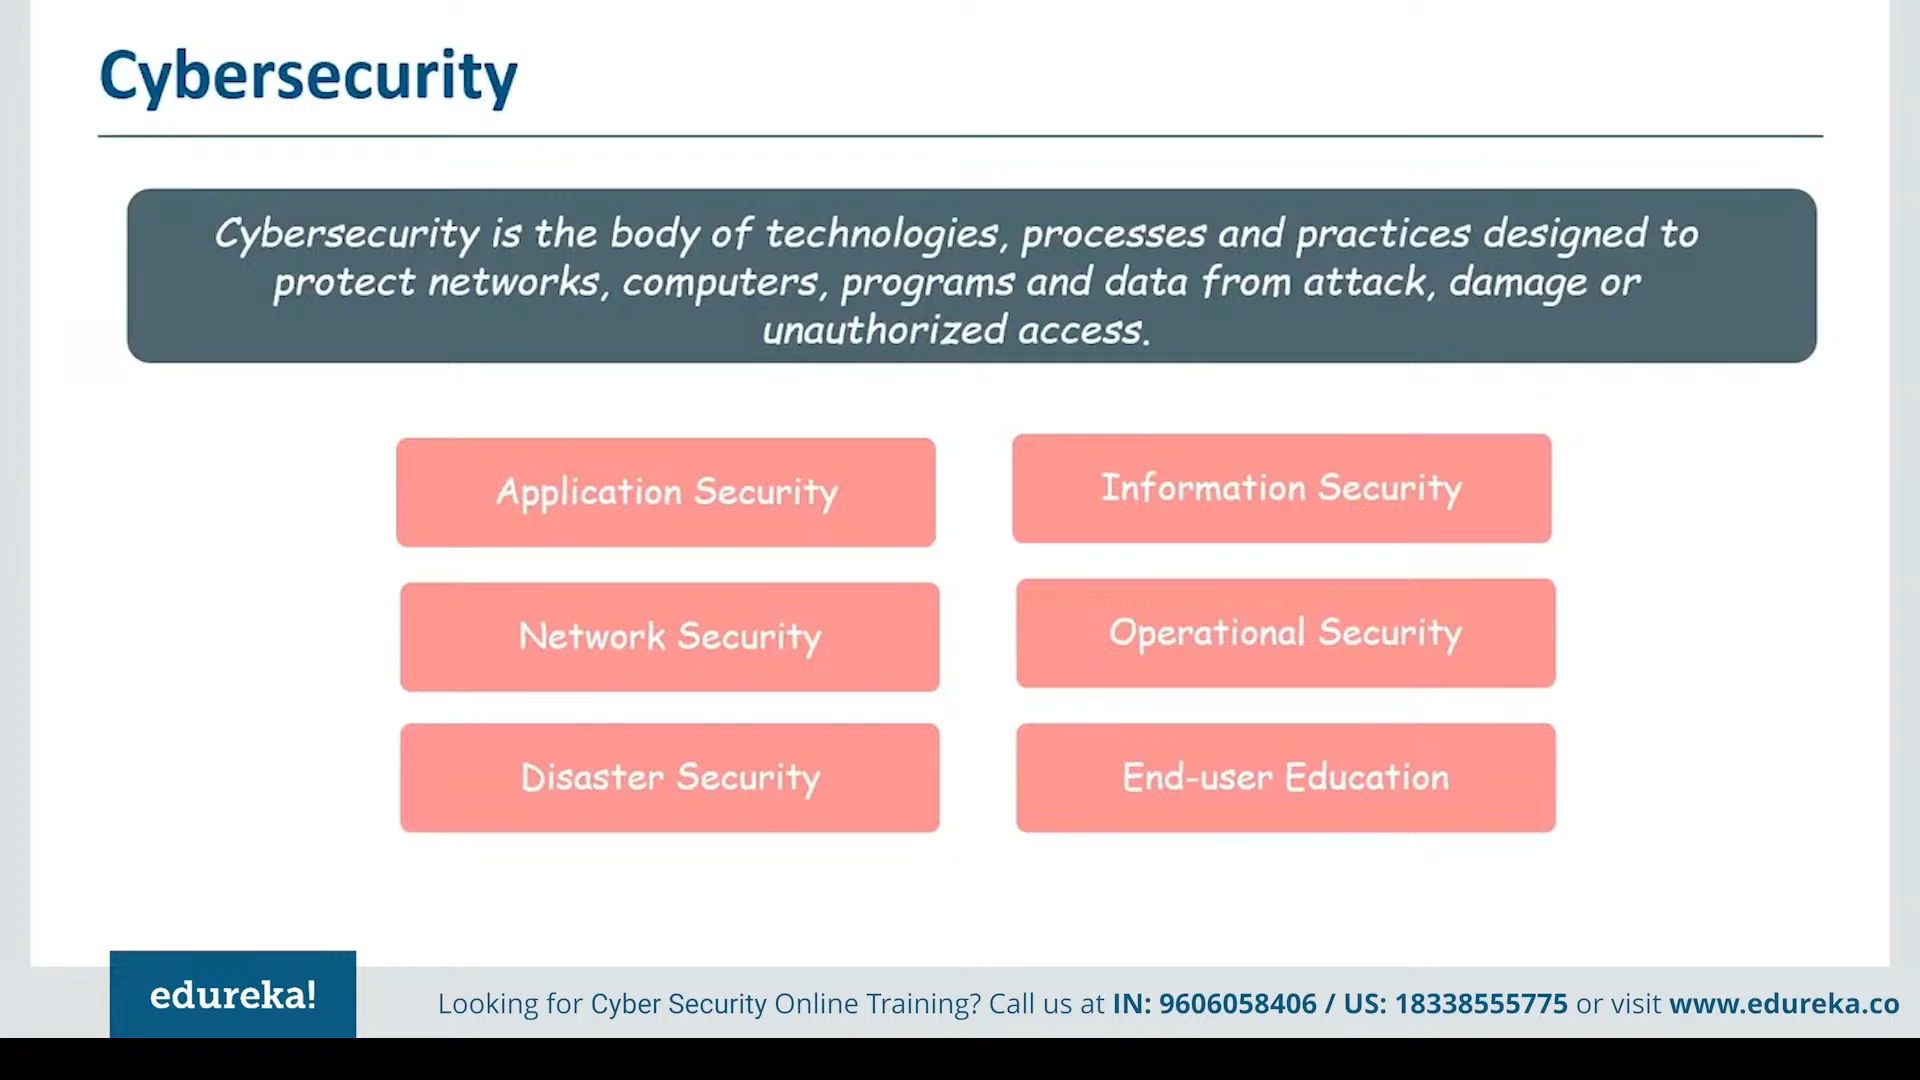 Cybersecurity
Cybersecurity is the body of technologies, processes and practices designed to
protect networks, computers, programs and data from attack, damage or
unauthorized access.
Application Security
Information Security
Network Security
Operational Security
Disaster Security
End-user Education
edureka!
Looking for Cyber Security Online Training? Call us at IN: 9606058406 / US: 18338555775 or visit www.edureka.co